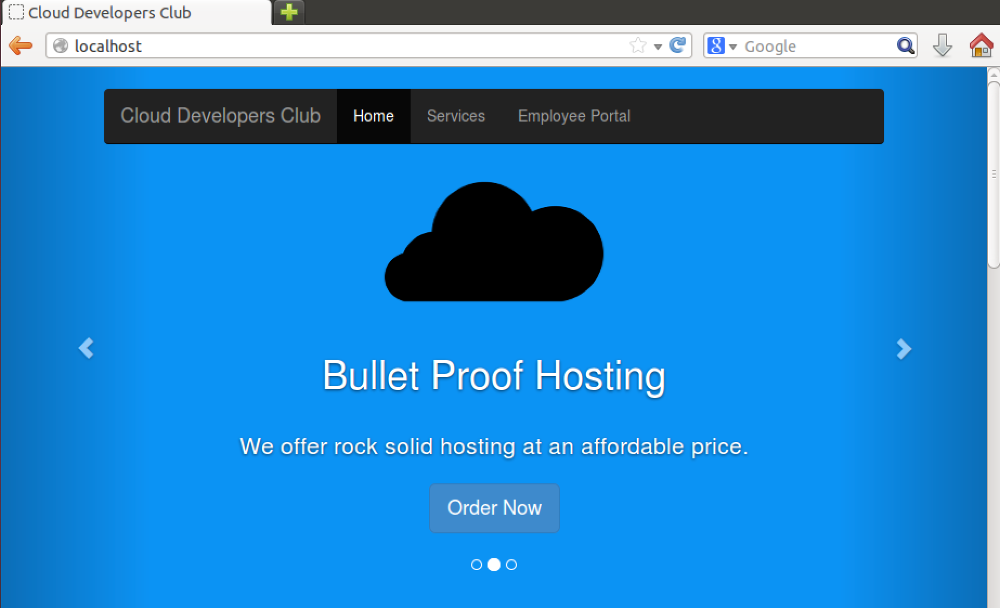 Cloud Developers Club
localhost
8 Google
Cloud Developers Club Home Services Employee Portal
Bullet Proof Hosting
We offer rock solid hosting at an affordable price.
Order Now